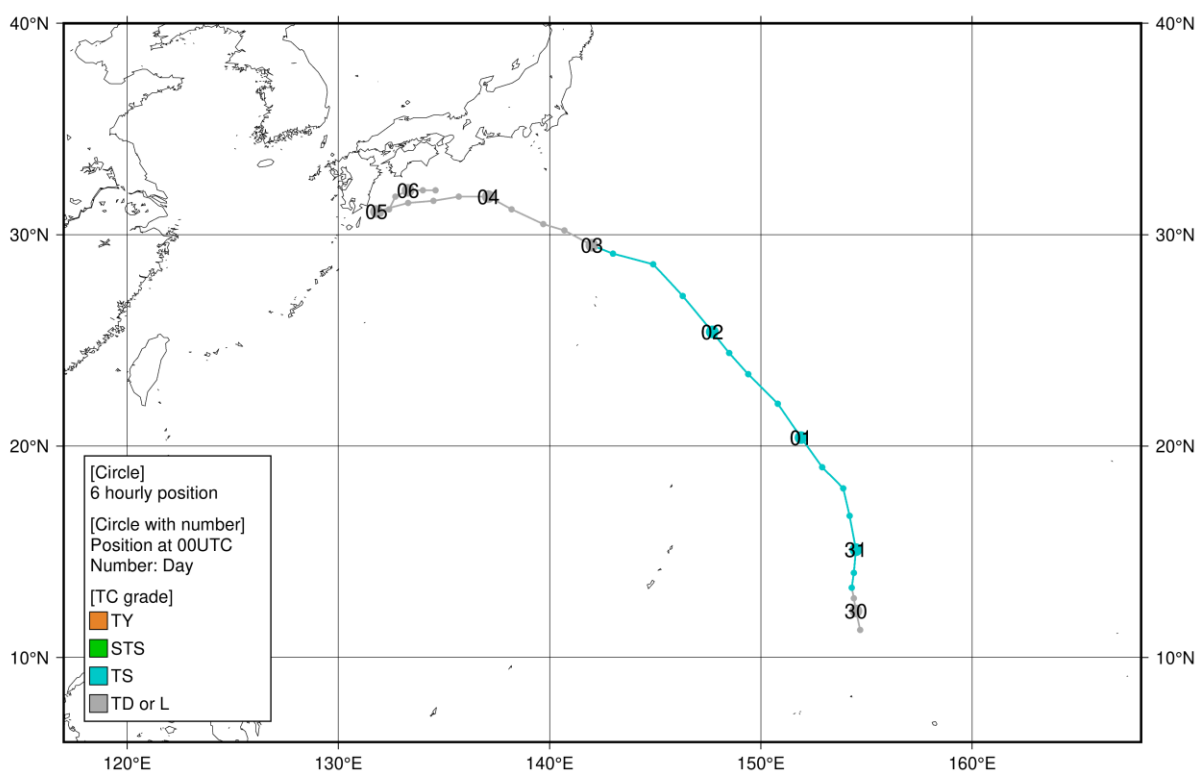 40°N
40°N
06
04
05
30°N
30°N
03
02
01
20°N
20°N
[Circle]
6 hourly position
[Circle with number]
Position at 00UTC
Number: Day
[TC grade]
TY
STS
TS
TD or L
31
30
10°N
10°N
120°E
130°E
140°E
150°E
160°E